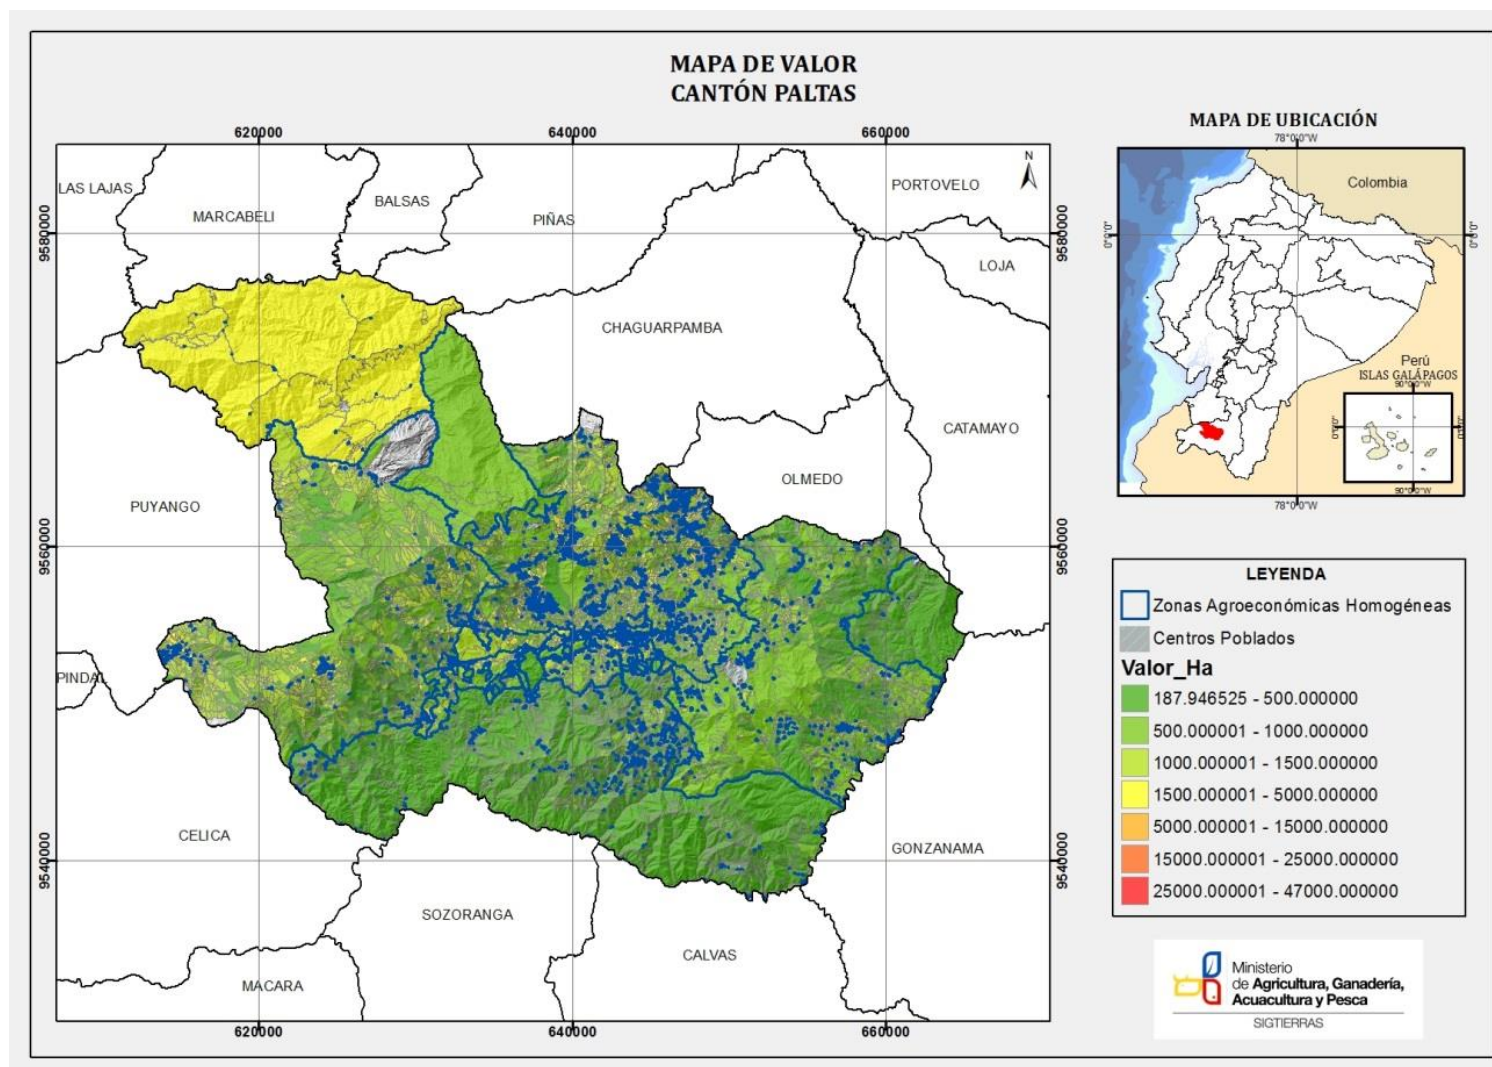 MAPA DE VALOR
CANTÓN PALTAS
620000
640000
660000
LAS LAJAS
MARCABELI
BALSAS
PIÑAS
PORTOVELO
LOJA
CHAGUARPAMBA
CATAMAYO
OLMEDO
PUYANGO
PINDAL
CELICA
SOZORANGA
MACARA
CALVAS
GONZANAMA
N
9580000
9560000
9540000
9580000
9560000
9540000
620000
640000
660000
MAPA DE UBICACIÓN
78°0'0"W
Colombia
0°0'0"
0°0'0"
Perú
ISLAS GALÁPAGOS
90°0'0"W
90°0'0"W
78°0'0"W
LEYENDA
Zonas Agroeconómicas Homogéneas
Centros Poblados
Valor_Ha
187.946525 - 500.000000
500.000001 - 1000.000000
1000.000001 - 1500.000000
1500.000001 - 5000.000000
5000.000001 - 15000.000000
15000.000001 - 25000.000000
25000.000001 - 47000.000000
Ministerio
de Agricultura, Ganadería,
Acuacultura y Pesca
SIGTIERRAS